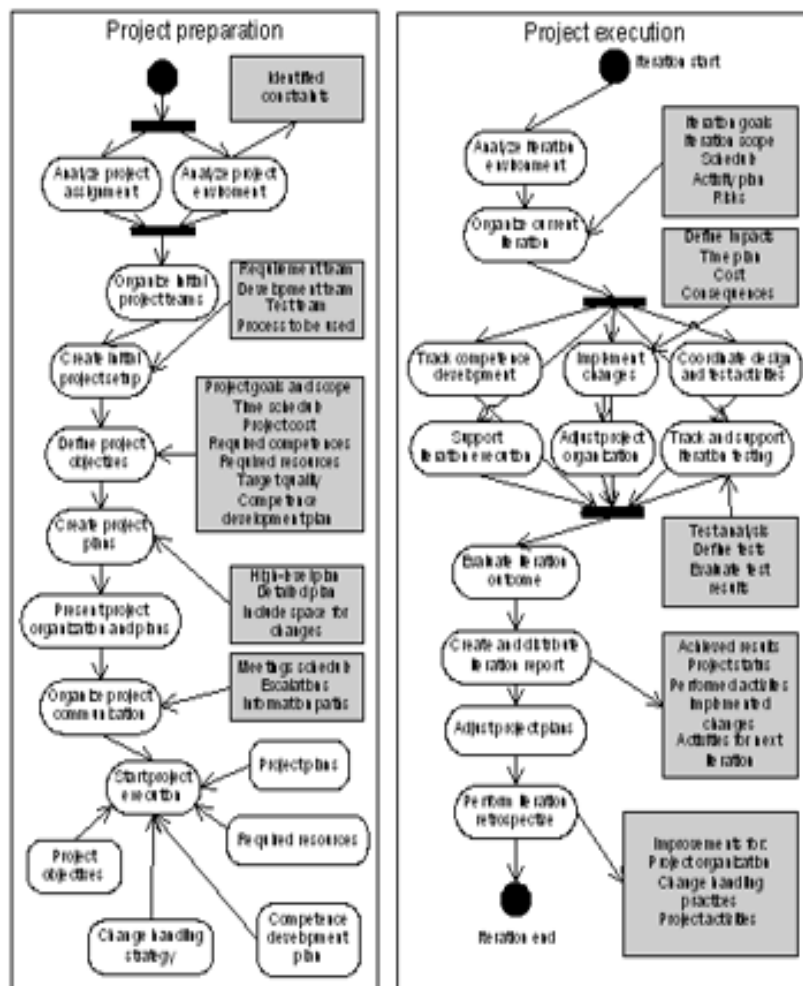 Project preparation
Identified
constraints
Analyze project
assignment
Analyze project
enviroment
Organize initial
project teams
Requirement team
Development team
Test team
Process to be used
Create initial
project setup
Project goals and scope
Time schedule
Project cost
Required competences
Required resources
Target quality
Competence
development plan
Define project
objectives
Create project
plans
High-level plan
Detailed plan
Include space for
changes
Present project
organization and plans
Meetings schedule
Escalations
Information paths
Organize project
communication
Start project
execution
Project plans
Required resources
Project
objectives
Change handling
strategy
Competence
development
plan
Project execution
Iteration start
Iteration goals
Iteration scope
Schedule
Activity plan
Risks
Analyze iteration
environment
Organize current
iteration
Define impacts
Time plan
Cost
Consequences
Track competence
development
Implement
changes
Coordinate design
and test activities
Support
iteration execution
Adjust project
organization
Track and support
iteration testing
Test analysis
Define tests
Evaluate test
results
Evaluate iteration
outcome
Create and distribute
iteration report
Achieved results
Project status
Performed activities
Implemented
changes
Activities for next
iteration
Adjust project plans
Perform iteration
retrospective
Improvements for:
Project organization
Change handling
practices
Project activities
Iteration end